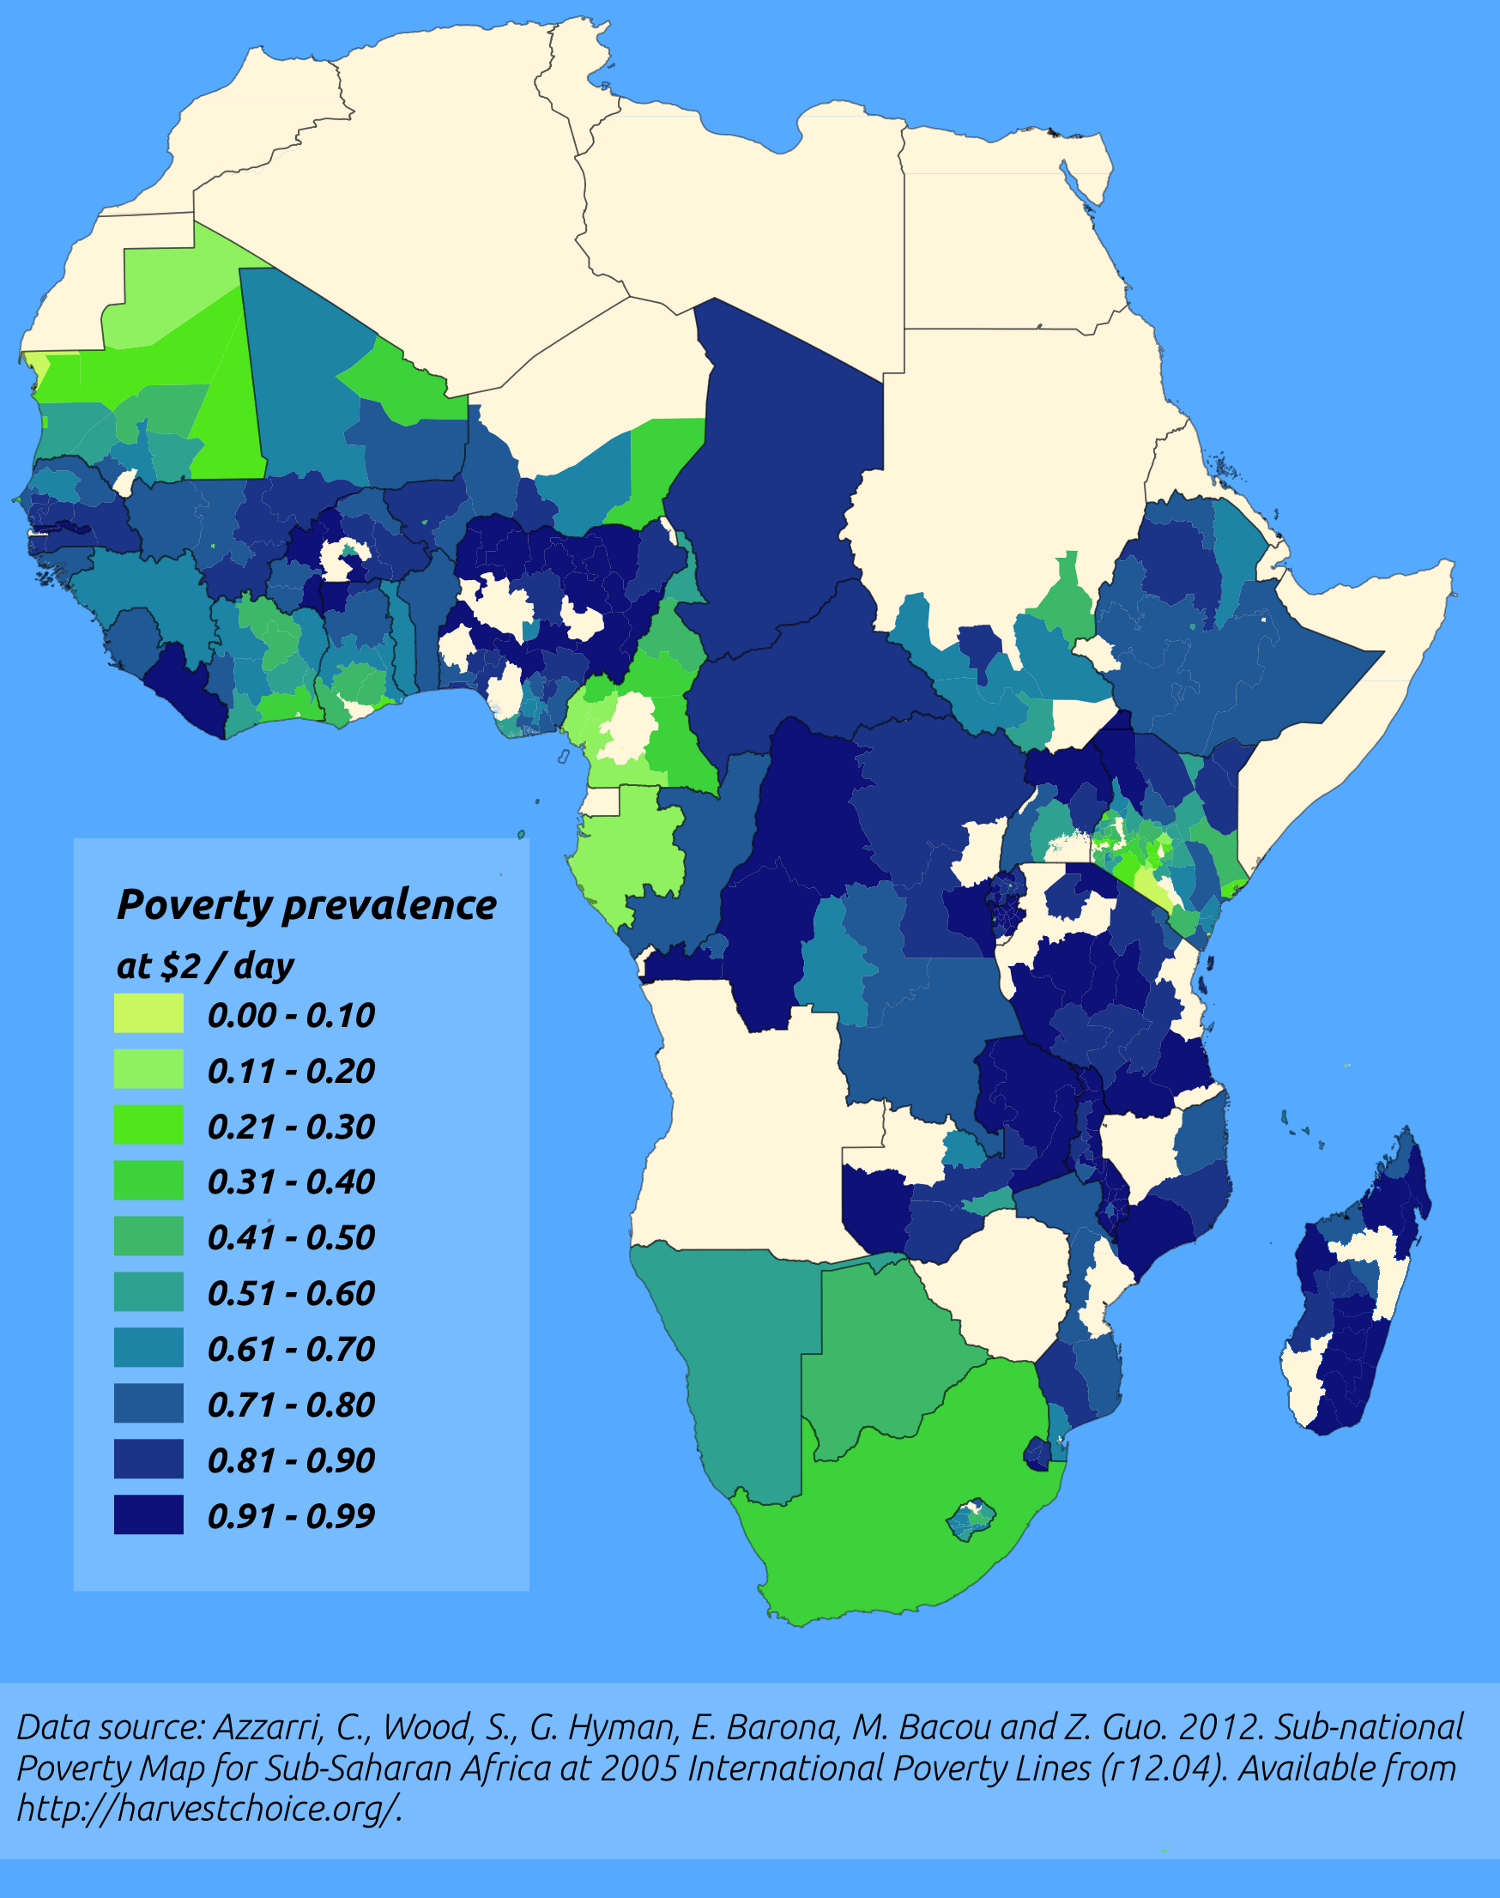 Poverty prevalence
at $2 / day
0.00 - 0.10
0.11 - 0.20
0.21 - 0.30
0.31 - 0.40
0.41 - 0.50
0.51 - 0.60
0.61 - 0.70
0.71 - 0.80
0.81 - 0.90
0.91 - 0.99
Data source: Azzarri, C., Wood, S., G. Hyman, E. Barona, M. Bacou and Z. Guo. 2012. Sub-national
Poverty Map for Sub-Saharan Africa at 2005 International Poverty Lines (r12.04). Available from
http://harvestchoice.org/.